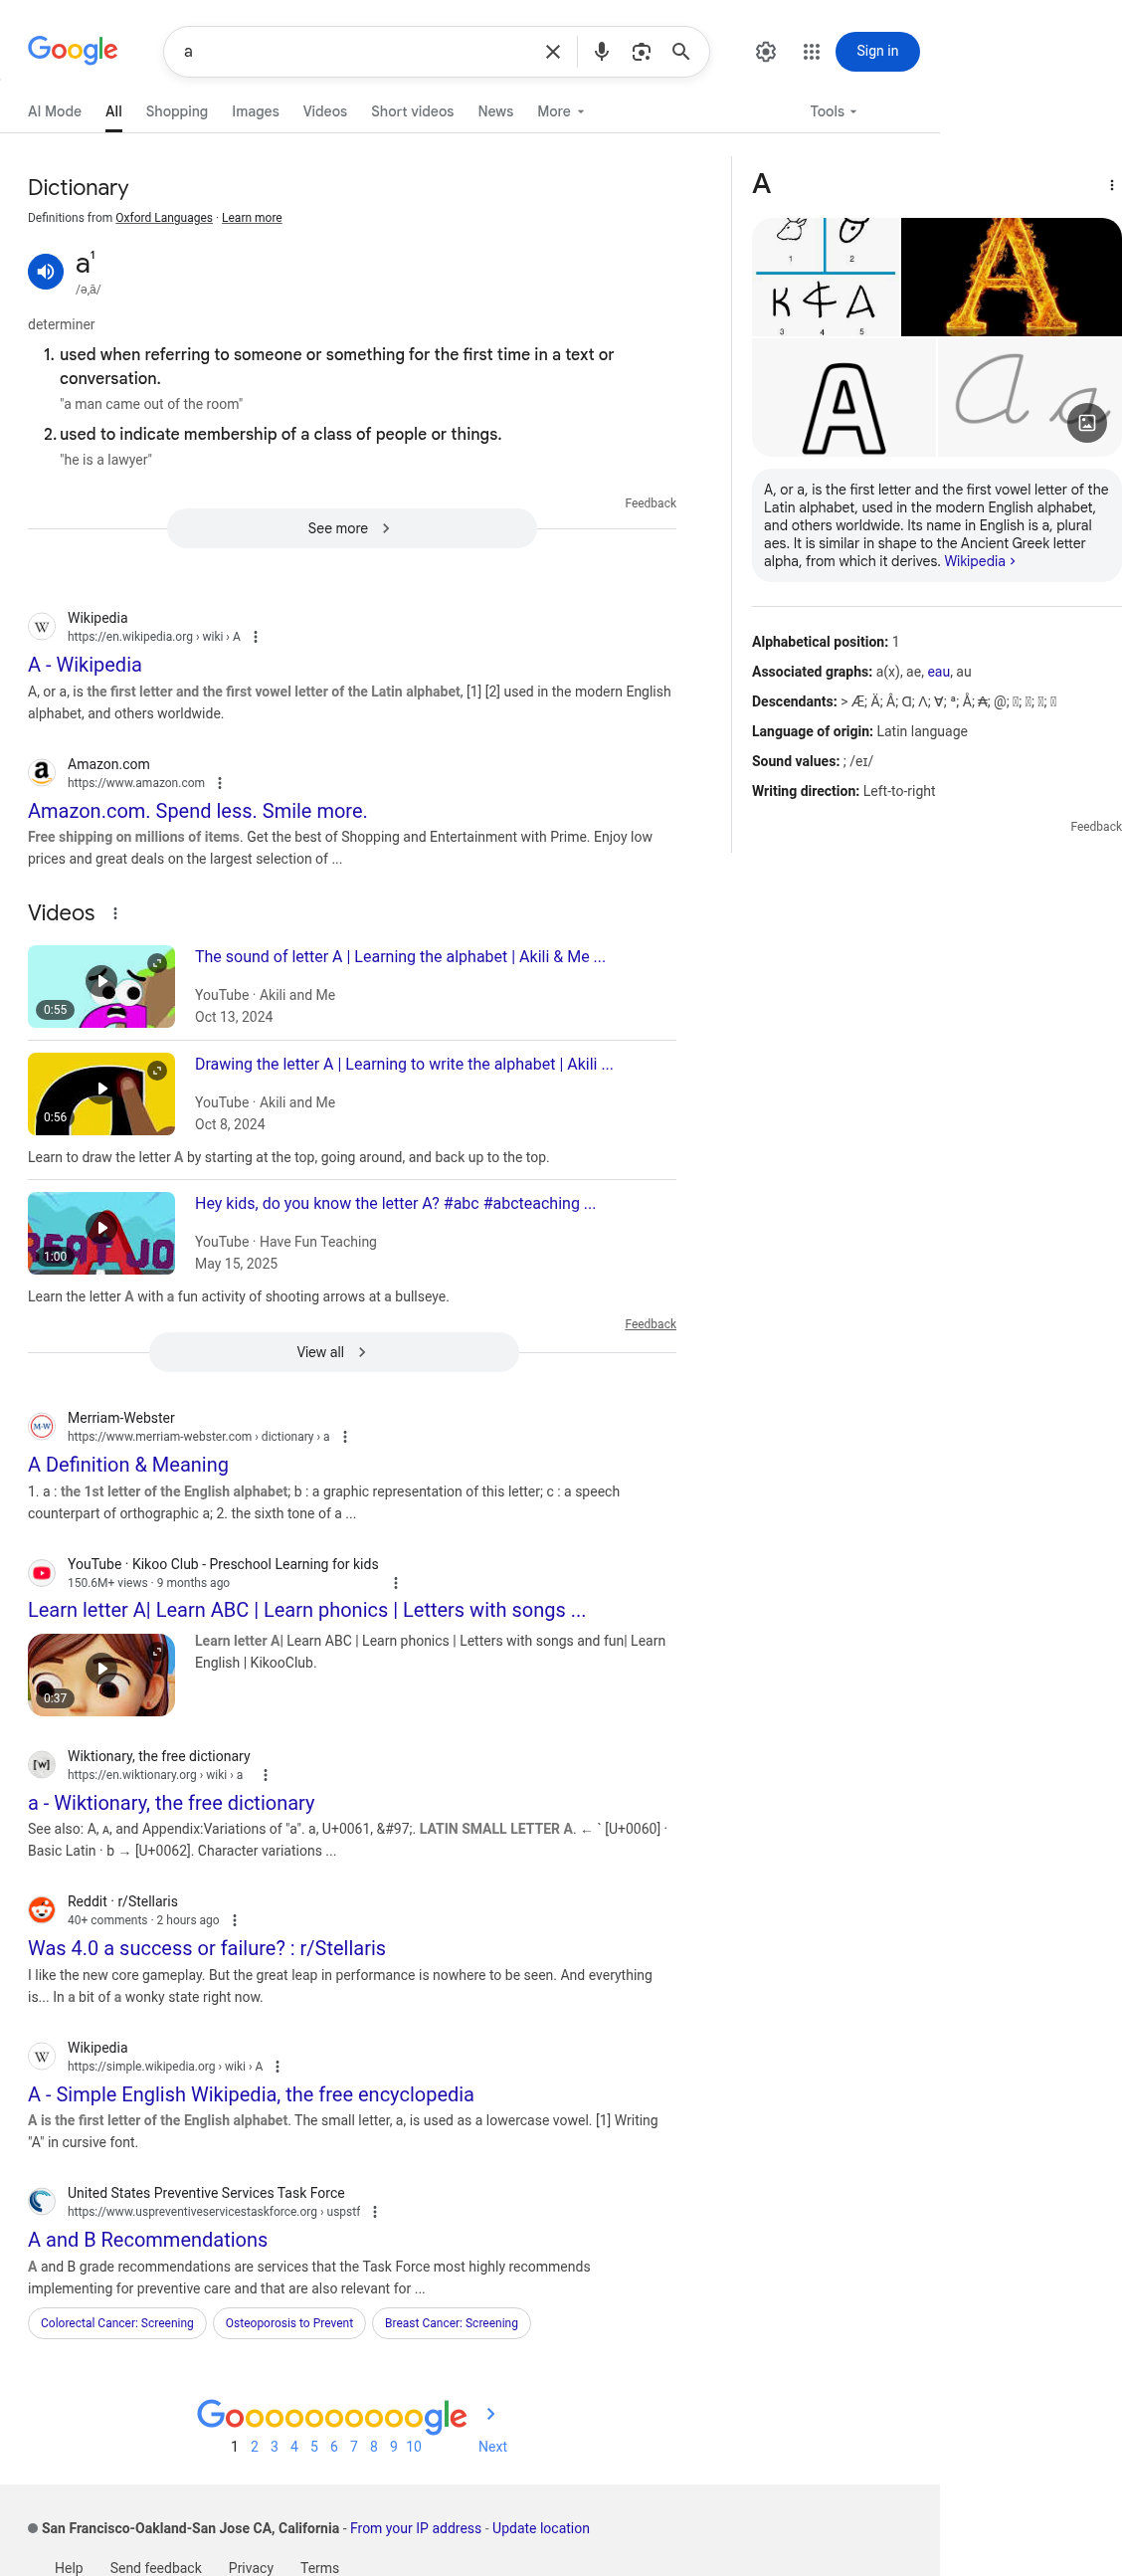 Google
a
Sign in
AI Mode
All
Shopping
Images
Videos
Short videos
News
More
Tools
Dictionary
Definitions from Oxford Languages · Learn more
a¹
/ə,ā/
determiner
1. used when referring to someone or something for the first time in a text or
conversation.
"a man came out of the room"
2. used to indicate membership of a class of people or things.
"he is a lawyer"
Feedback
See more
Wikipedia
https://en.wikipedia.org › wiki › A
A - Wikipedia
A, or a, is the first letter and the first vowel letter of the Latin alphabet, [1] [2] used in the modern English
alphabet, and others worldwide.
Amazon.com
https://www.amazon.com
Amazon.com. Spend less. Smile more.
Free shipping on millions of items. Get the best of Shopping and Entertainment with Prime. Enjoy low
prices and great deals on the largest selection of ...
Videos
The sound of letter A | Learning the alphabet | Akili & Me ...
YouTube · Akili and Me
Oct 13, 2024
0:55
Drawing the letter A | Learning to write the alphabet | Akili ...
YouTube · Akili and Me
Oct 8, 2024
0:56
Learn to draw the letter A by starting at the top, going around, and back up to the top.
Hey kids, do you know the letter A? #abc #abcteaching ...
YouTube · Have Fun Teaching
May 15, 2025
1:00
Learn the letter A with a fun activity of shooting arrows at a bullseye.
Feedback
View all
Merriam-Webster
https://www.merriam-webster.com › dictionary › a
A Definition & Meaning
1. a : the 1st letter of the English alphabet; b : a graphic representation of this letter; c : a speech
counterpart of orthographic a; 2. the sixth tone of a ...
YouTube · Kikoo Club - Preschool Learning for kids
150.6M+ views · 9 months ago
Learn letter A| Learn ABC | Learn phonics | Letters with songs ...
Learn letter A| Learn ABC | Learn phonics | Letters with songs and fun| Learn
English | KikooClub.
0:37
Wiktionary, the free dictionary
https://en.wiktionary.org › wiki › a
a - Wiktionary, the free dictionary
See also: A, ᴀ, and Appendix:Variations of "a". a, U+0061, &#97;. LATIN SMALL LETTER A. ← ` [U+0060] ·
Basic Latin · b → [U+0062]. Character variations ...
Reddit · r/Stellaris
40+ comments · 2 hours ago
Was 4.0 a success or failure? : r/Stellaris
I like the new core gameplay. But the great leap in performance is nowhere to be seen. And everything
is... In a bit of a wonky state right now.
Wikipedia
https://simple.wikipedia.org › wiki › A
A - Simple English Wikipedia, the free encyclopedia
A is the first letter of the English alphabet. The small letter, a, is used as a lowercase vowel. [1] Writing
"A" in cursive font.
United States Preventive Services Task Force
https://www.uspreventiveservicestaskforce.org › uspstf
A and B Recommendations
A and B grade recommendations are services that the Task Force most highly recommends
implementing for preventive care and that are also relevant for ...
Colorectal Cancer: Screening
Osteoporosis to Prevent
Breast Cancer: Screening
A
1 2
3 4 5
A
A
A a
A, or a, is the first letter and the first vowel letter of the
Latin alphabet, used in the modern English alphabet,
and others worldwide. Its name in English is a, plural
aes. It is similar in shape to the Ancient Greek letter
alpha, from which it derives. Wikipedia ›
Alphabetical position: 1
Associated graphs: a(x), ae, eau, au
Descendants: > Æ; Ä; Â; Ɑ; Λ; Ɐ; ª; Å; ₳; @;
Language of origin: Latin language
Sound values: ; /eɪ/
Writing direction: Left-to-right
Feedback
Goooooooooogle
1 2 3 4 5 6 7 8 9 10 Next
San Francisco-Oakland-San Jose CA, California - From your IP address - Update location
Help
Send feedback
Privacy
Terms